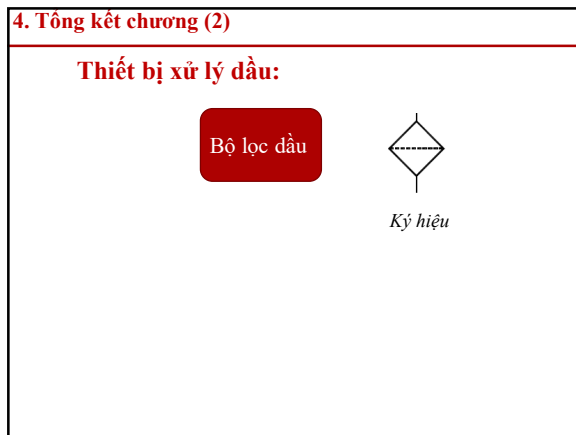 4. Tổng kết chương (2)
Thiết bị xử lý dầu:
Bộ lọc dầu
Ký hiệu